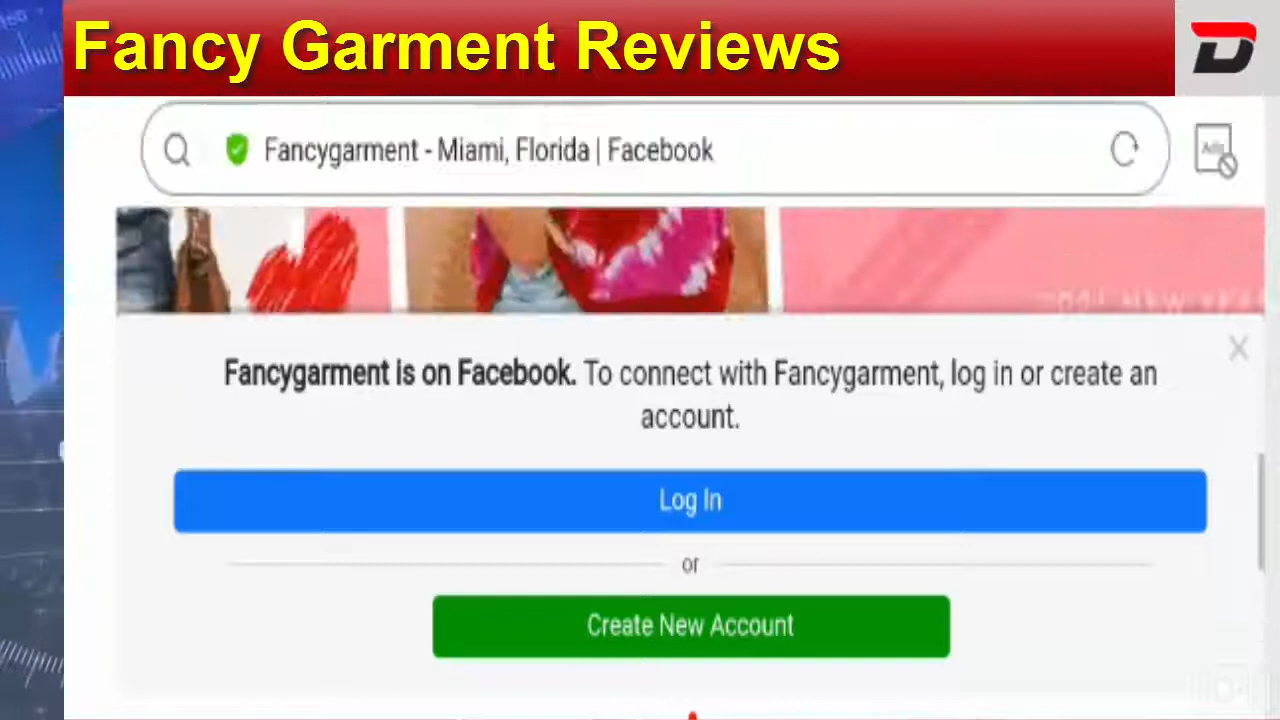 Fancy Garment Reviews
Fancygarment - Miami, Florida | Facebook
Fancygarment is on Facebook. To connect with Fancygarment, log in or create an
account.
Log In
or
Create New Account